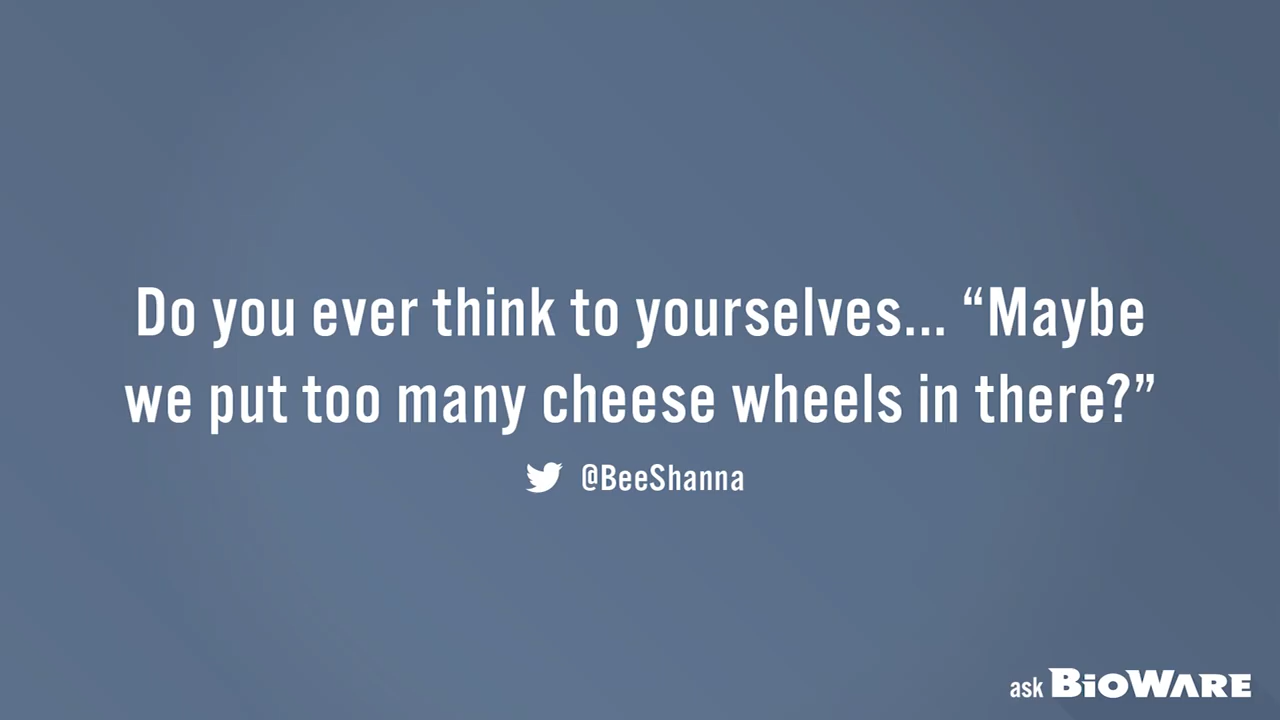 Do you ever think to yourselves... “Maybe
we put too many cheese wheels in there?”
@BeeShanna
ask BIOWARE